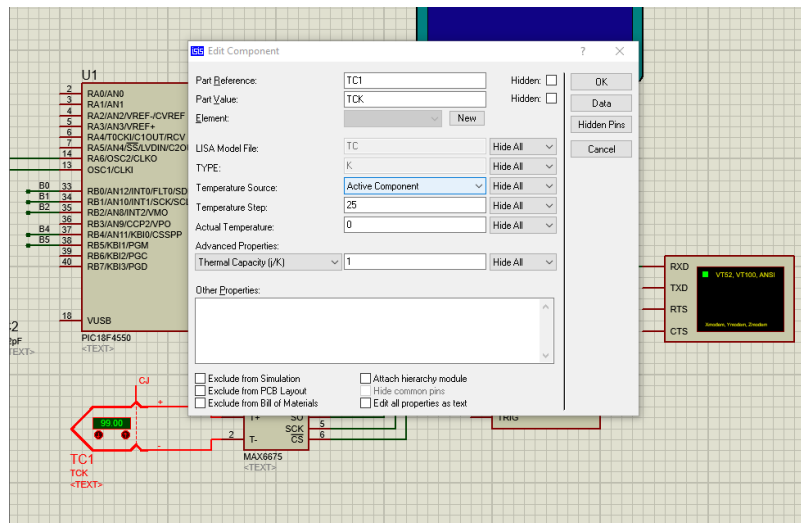 ISIS Edit Component ? ×
Part Reference: TC1 Hidden:
Part Value: TCK Hidden:
Element: New
LISA Model File: TC Hide All
TYPE: K Hide All
Temperature Source: Active Component Hide All
Temperature Step: 25 Hide All
Actual Temperature: 0 Hide All
Advanced Properties:
Thermal Capacity (j/K) 1 Hide All
Other Properties:
Exclude from Simulation Attach hierarchy module
Exclude from PCB Layout Hide common pins
Exclude from Bill of Materials Edit all properties as text
OK
Data
Hidden Pins
Cancel
U1
2 RA0/AN0
3 RA1/AN1
4 RA2/AN2/VREF-/CVREF
5 RA3/AN3/VREF+
6 RA4/T0CKI/C1OUT/RCV
7 RA5/AN4/SS/LVDIN/C2OU
14 RA6/OSC2/CLKO
13 OSC1/CLKI
B0 33 RB0/AN12/INT0/FLT0/SD
B1 34 RB1/AN10/INT1/SCK/SCL
B2 35 RB2/AN8/INT2/VMO
36 RB3/AN9/CCP2/VPO
B4 37 RB4/AN11/KBI0/CSSPP
B5 38 RB5/KBI1/PGM
39 RB6/KBI2/PGC
40 RB7/KBI3/PGD
18 VUSB
PIC18F4550
<TEXT>
2
pF
TEXT>
RXD
TXD
RTS
CTS
VT52, VT100, ANSI
Xmodem, Ymodem, Zmodem
TRIG
CJ
+
99.00
-
TC1
TCK
<TEXT>
T+ SO
SCK 5
2 T- CS 6
MAX6675
<TEXT>